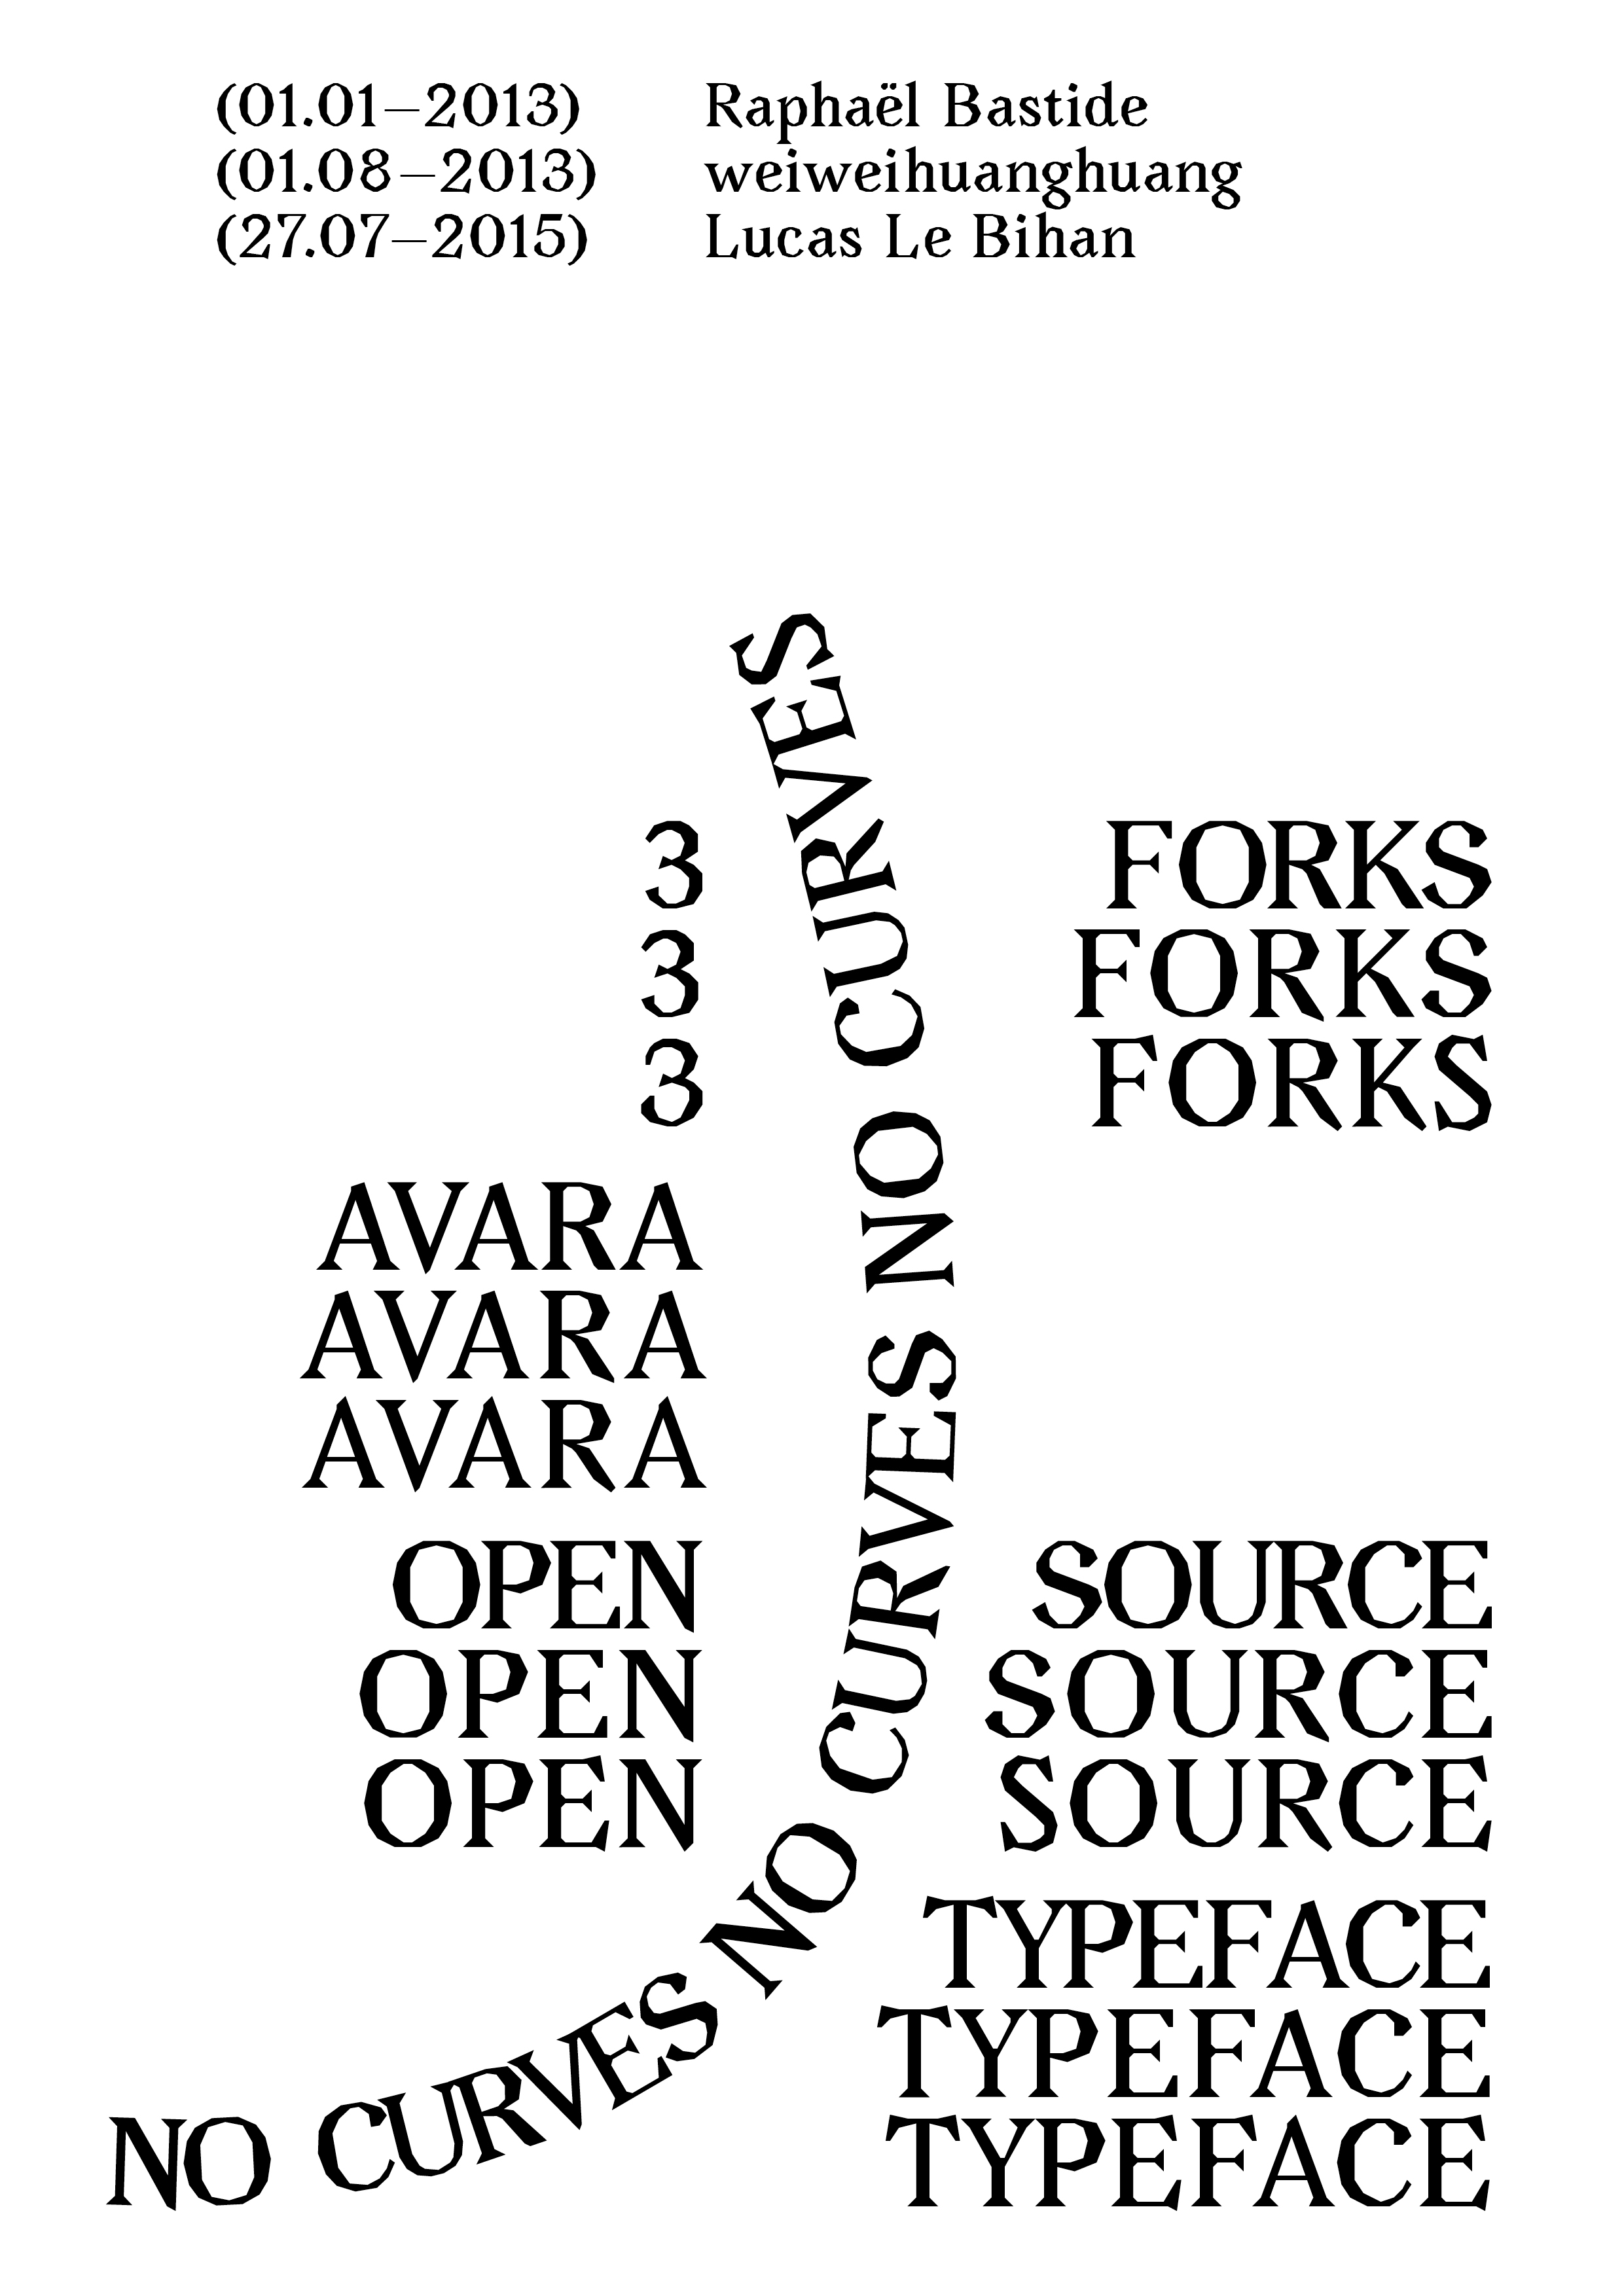 (01.01—2013) Raphaël Bastide
(01.08—2013) weiweihuanghuang
(27.07—2015) Lucas Le Bihan
3 FORKS
3 FORKS
3 FORKS
AVARA
AVARA
AVARA
OPEN SOURCE
OPEN SOURCE
OPEN SOURCE
TYPEFACE
TYPEFACE
TYPEFACE
NO CURVES NO CURVES NO CURVES